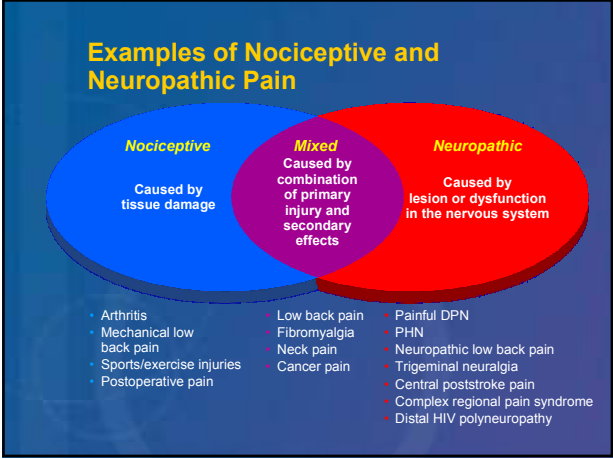 Examples of Nociceptive and
Neuropathic Pain
Nociceptive
Caused by
tissue damage
Mixed
Caused by
combination
of primary
injury and
secondary
effects
Neuropathic
Caused by
lesion or dysfunction
in the nervous system
• Arthritis
• Mechanical low
back pain
• Sports/exercise injuries
• Postoperative pain
• Low back pain
• Fibromyalgia
• Neck pain
• Cancer pain
• Painful DPN
• PHN
• Neuropathic low back pain
• Trigeminal neuralgia
• Central poststroke pain
• Complex regional pain syndrome
• Distal HIV polyneuropathy